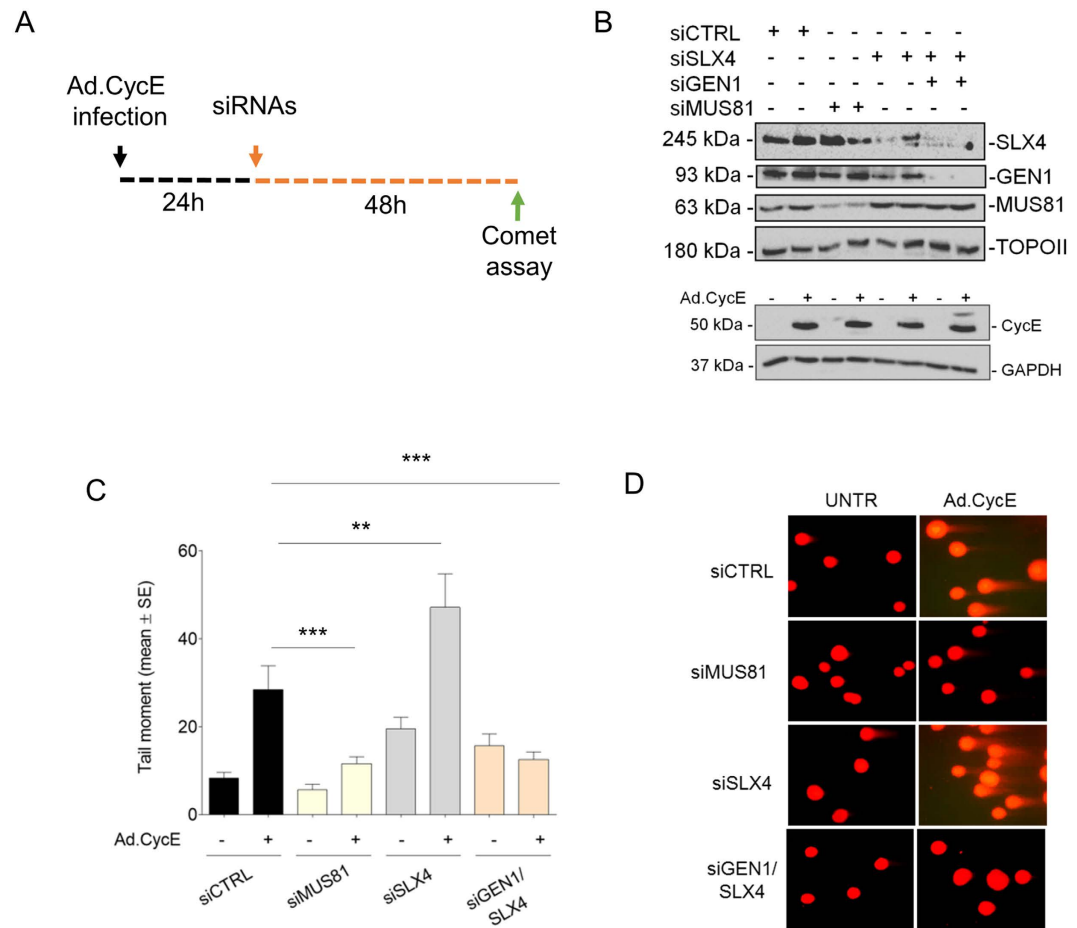 A
Ad.CycE
infection
siRNAs
24h
48h
Comet
assay
B
siCTRL + + - - - - - -
siSLX4 - - - - + + + +
siGEN1 - - - - - - + +
siMUS81 - - + + - - - -
245 kDa - -SLX4
93 kDa - -GEN1
63 kDa - -MUS81
180 kDa - -TOPOII
Ad.CycE - + - + - + - +
50 kDa - - CycE
37 kDa - - GAPDH
C
***
**
***
Tail moment (mean ± SE)
60
40
20
0
Ad.CycE - + - + - + - +
siCTRL
siMUS81
siSLX4
siGEN1/
SLX4
D
UNTR Ad.CycE
siCTRL
siMUS81
siSLX4
siGEN1/
SLX4